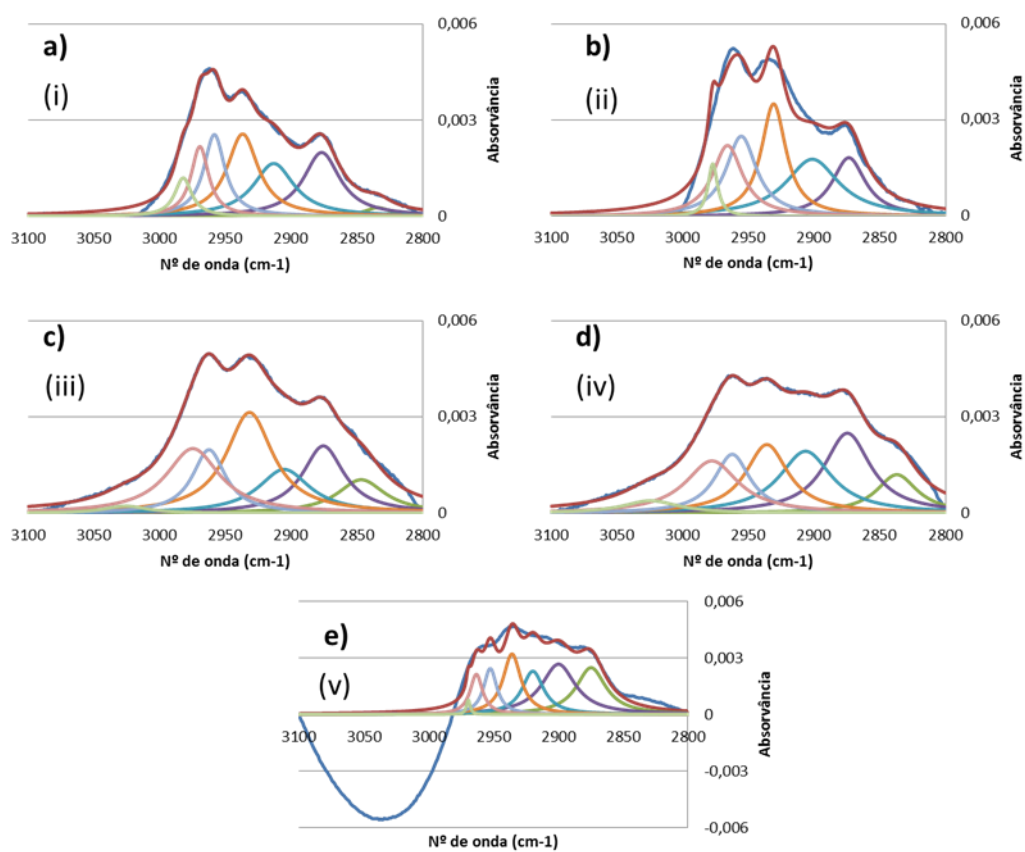 a)
(i)
0,006
0,003
0
Absorvância
3100 3050 3000 2950 2900 2850 2800
Nº de onda (cm-1)
b)
(ii)
0,006
0,003
0
Absorvância
3100 3050 3000 2950 2900 2850 2800
Nº de onda (cm-1)
c)
(iii)
0,006
0,003
0
Absorvância
3100 3050 3000 2950 2900 2850 2800
Nº de onda (cm-1)
d)
(iv)
0,006
0,003
0
Absorvância
3100 3050 3000 2950 2900 2850 2800
Nº de onda (cm-1)
e)
(v)
0,006
0,003
0
-0,003
-0,006
Absorvância
3100 3050 3000 2950 2900 2850 2800
Nº de onda (cm-1)